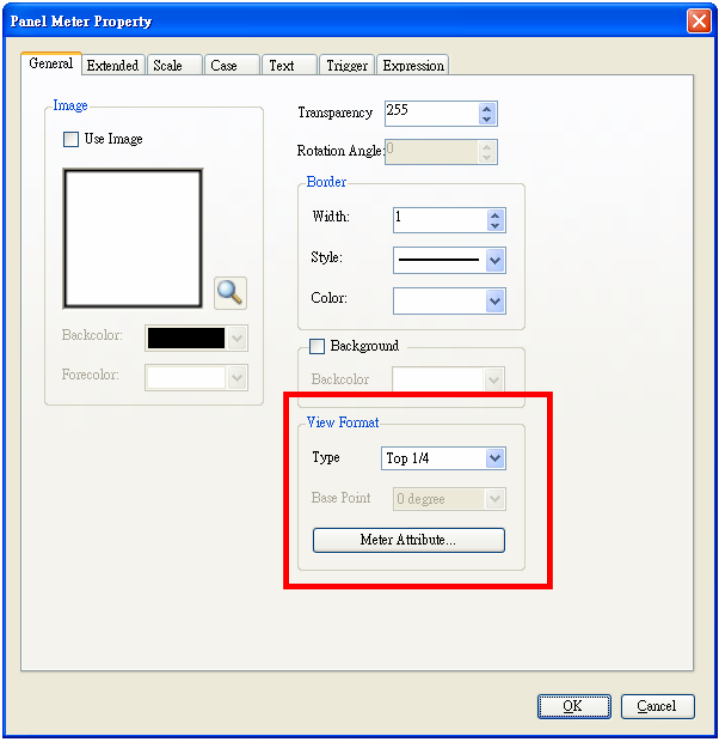 Panel Meter Property
General Extended Scale Case Text Trigger Expression
Image
Use Image
Backcolor:
Forecolor:
Transparency 255
Rotation Angle: 0
Border
Width: 1
Style:
Color:
Background
Backcolor
View Format
Type Top 1/4
Base Point 0 degree
Meter Attribute...
OK Cancel